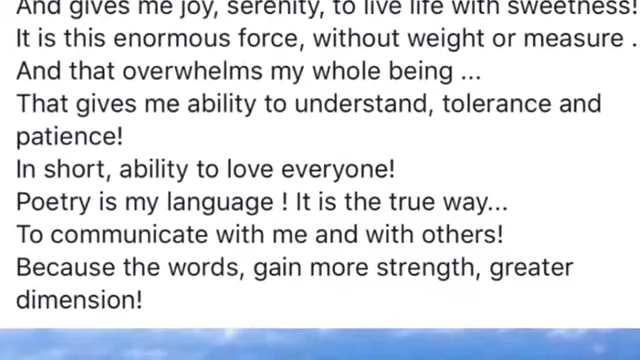 And gives me joy, serenity, to live life with sweetness!
It is this enormous force, without weight or measure ..
And that overwhelms my whole being ...
That gives me ability to understand, tolerance and
patience!
In short, ability to love everyone!
Poetry is my language ! It is the true way...
To communicate with me and with others!
Because the words, gain more strength, greater
dimension!